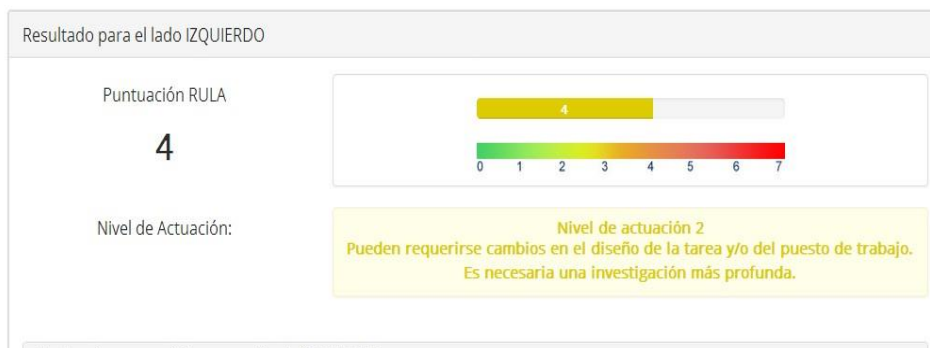 Resultado para el lado IZQUIERDO
Puntuación RULA
4
4
0 1 2 3 4 5 6 7
Nivel de Actuación:
Nivel de actuación 2
Pueden requerirse cambios en el diseño de la tarea y/o del puesto de trabajo.
Es necesaria una investigación más profunda.